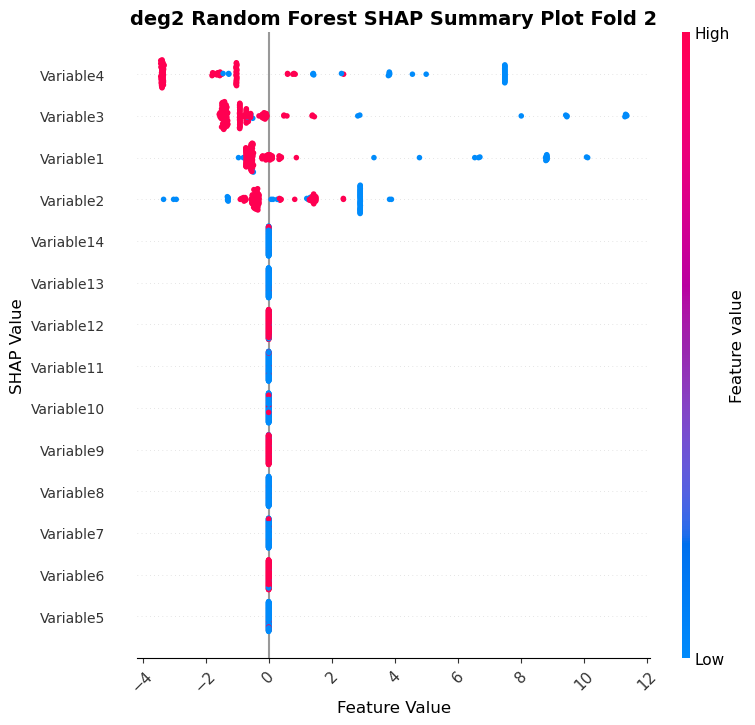 deg2 Random Forest SHAP Summary Plot Fold 2
High
Variable4
Variable3
Variable1
Variable2
Variable14
Variable13
Variable12
Variable11
Variable10
Variable9
Variable8
Variable7
Variable6
Variable5
SHAP Value
Feature value
Low
−4 −2 0 2 4 6 8 10 12
Feature Value